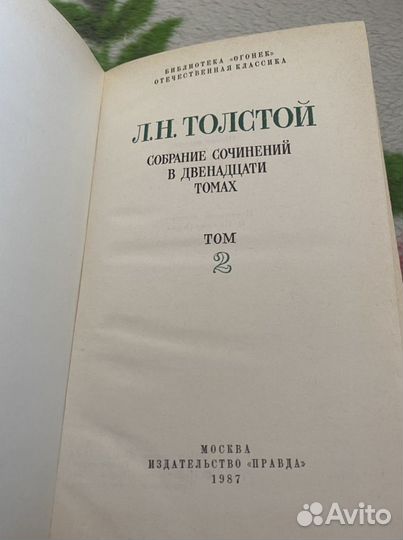 БИБЛИОТЕКА «ОГОНЕК»
ОТЕЧЕСТВЕННАЯ КЛАССИКА
Л.Н. ТОЛСТОЙ
СОБРАНИЕ СОЧИНЕНИЙ
В ДВЕНАДЦАТИ
ТОМАХ
ТОМ
2
МОСКВА
ИЗДАТЕЛЬСТВО «ПРАВДА»
1987
Avito